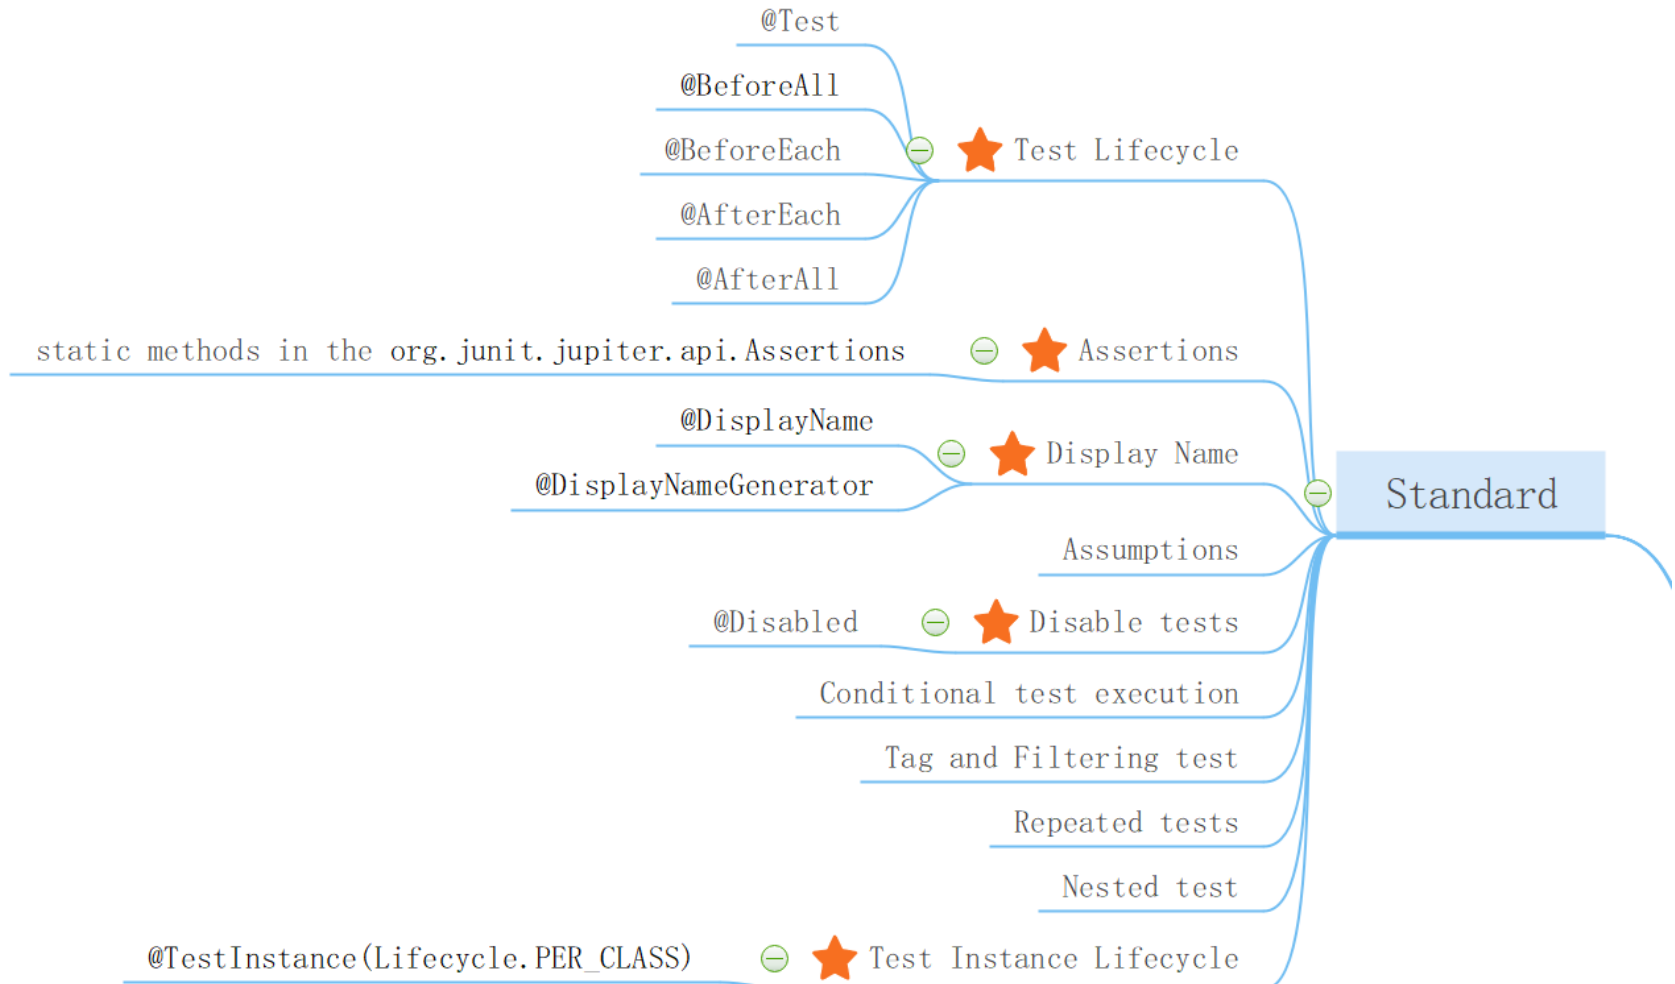 @Test
@BeforeAll
@BeforeEach
Test Lifecycle
@AfterEach
@AfterAll
static methods in the org.junit.jupiter.api.Assertions
Assertions
@DisplayName
Display Name
@DisplayNameGenerator
Standard
Assumptions
@Disabled
Disable tests
Conditional test execution
Tag and Filtering test
Repeated tests
Nested test
@TestInstance(Lifecycle.PER_CLASS)
Test Instance Lifecycle